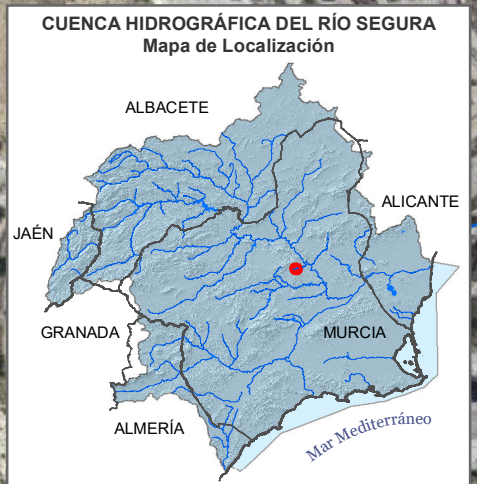 CUENCA HIDROGRÁFICA DEL RÍO SEGURA
Mapa de Localización
ALBACETE
ALICANTE
JAÉN
GRANADA
MURCIA
ALMERÍA
Mar Mediterráneo